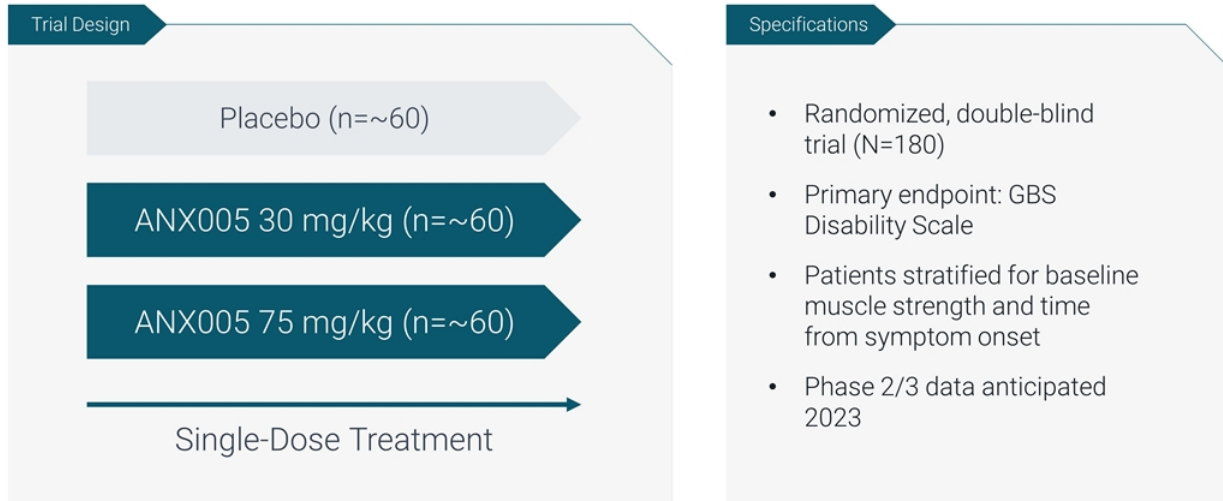 Trial Design
Placebo (n=~60)
ANX005 30 mg/kg (n=~60)
ANX005 75 mg/kg (n=~60)
Single-Dose Treatment
Specifications
• Randomized, double-blind
trial (N=180)
• Primary endpoint: GBS
Disability Scale
• Patients stratified for baseline
muscle strength and time
from symptom onset
• Phase 2/3 data anticipated
2023